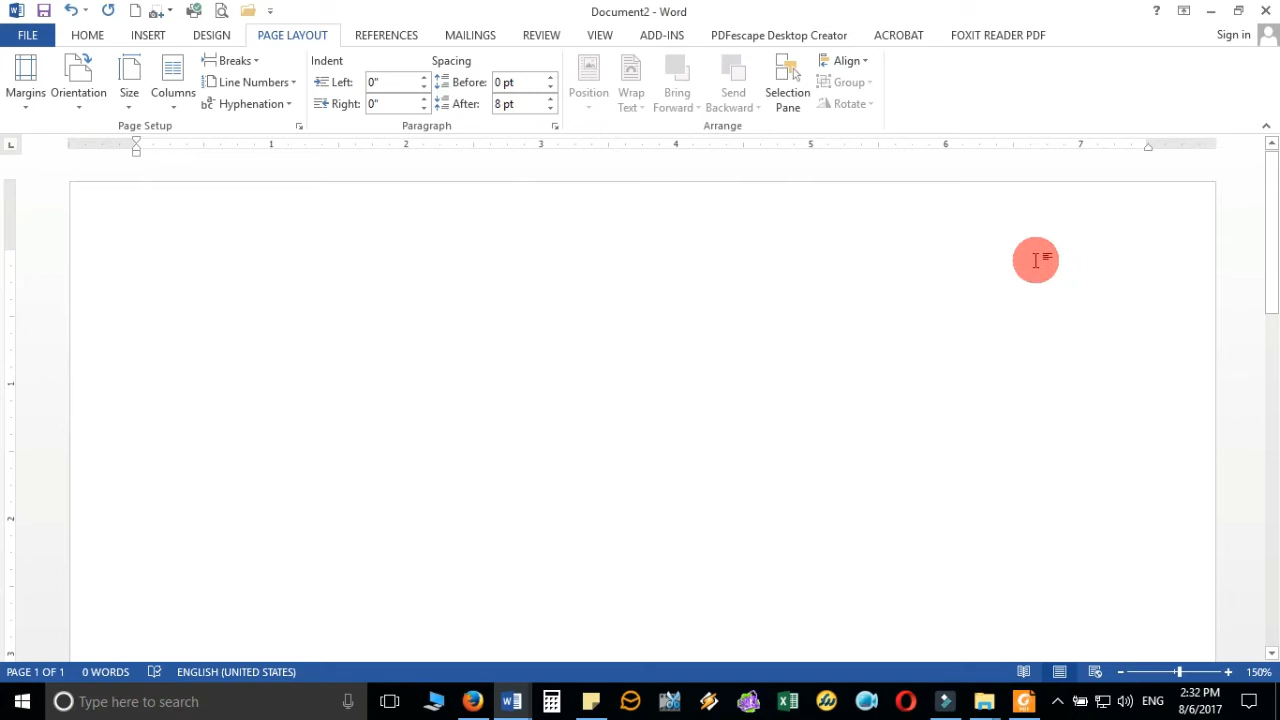 Document2 - Word
?
FILE HOME INSERT DESIGN PAGE LAYOUT REFERENCES MAILINGS REVIEW VIEW ADD-INS PDFescape Desktop Creator ACROBAT FOXIT READER PDF Sign in
Margins Orientation Size Columns
Breaks
Line Numbers
Hyphenation
Page Setup
Indent
Left: 0"
Right: 0"
Spacing
Before: 0 pt
After: 8 pt
Paragraph
Position
Wrap
Text
Bring
Forward
Send
Backward
Selection
Pane
Align
Group
Rotate
Arrange
1 2 3 4 5 6 7
1
2
3
PAGE 1 OF 1 0 WORDS ENGLISH (UNITED STATES) 150%
Type here to search
ENG
2:32 PM
8/6/2017